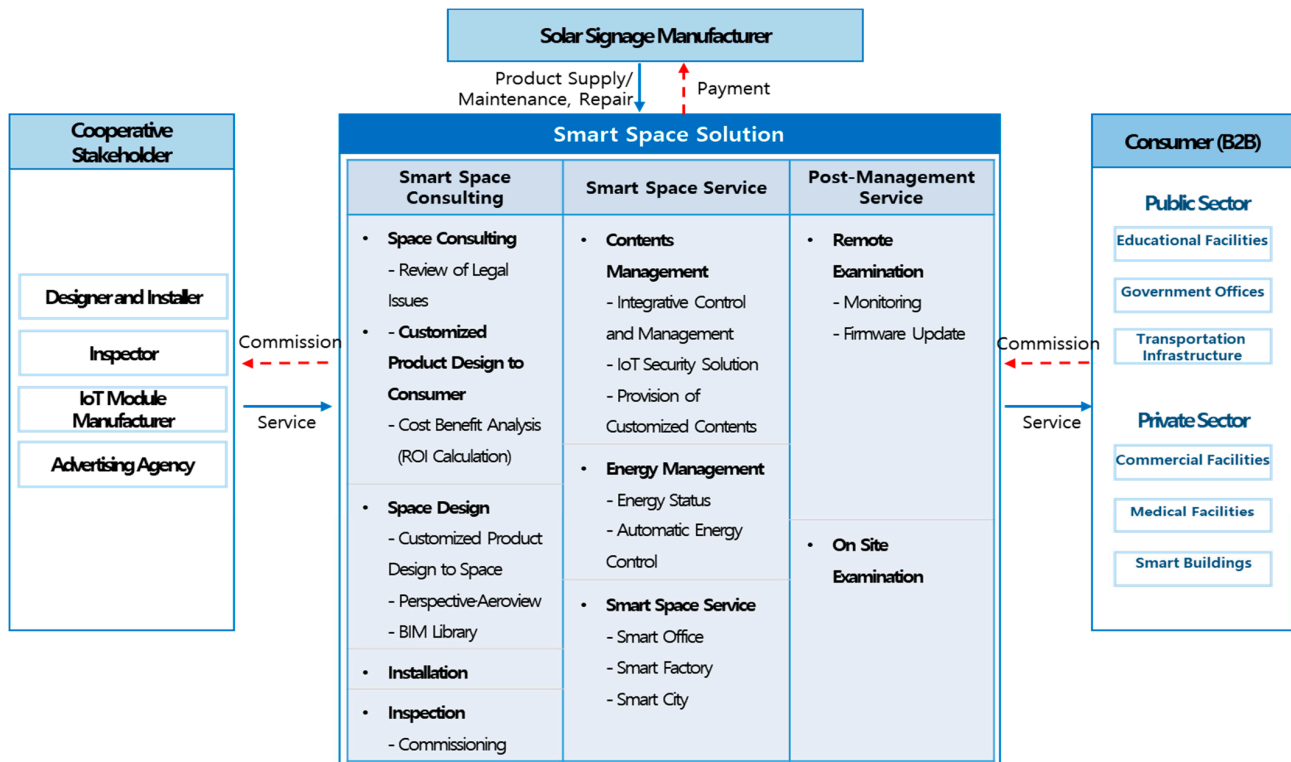 Solar Signage Manufacturer
Product Supply/
Maintenance, Repair
Payment
Cooperative
Stakeholder
Designer and Installer
Inspector
IoT Module
Manufacturer
Advertising Agency
Commission
Service
Smart Space Solution
Smart Space
Consulting
• Space Consulting
- Review of Legal
Issues
• - Customized
Product Design to
Consumer
- Cost Benefit Analysis
(ROI Calculation)
• Space Design
- Customized Product
Design to Space
- Perspective·Aeroview
- BIM Library
• Installation
• Inspection
- Commissioning
Smart Space Service
• Contents
Management
- Integrative Control
and Management
- IoT Security Solution
- Provision of
Customized Contents
• Energy Management
- Energy Status
- Automatic Energy
Control
• Smart Space Service
- Smart Office
- Smart Factory
- Smart City
Post-Management
Service
• Remote
Examination
- Monitoring
- Firmware Update
• On Site
Examination
Commission
Service
Consumer (B2B)
Public Sector
Educational Facilities
Government Offices
Transportation
Infrastructure
Private Sector
Commercial Facilities
Medical Facilities
Smart Buildings